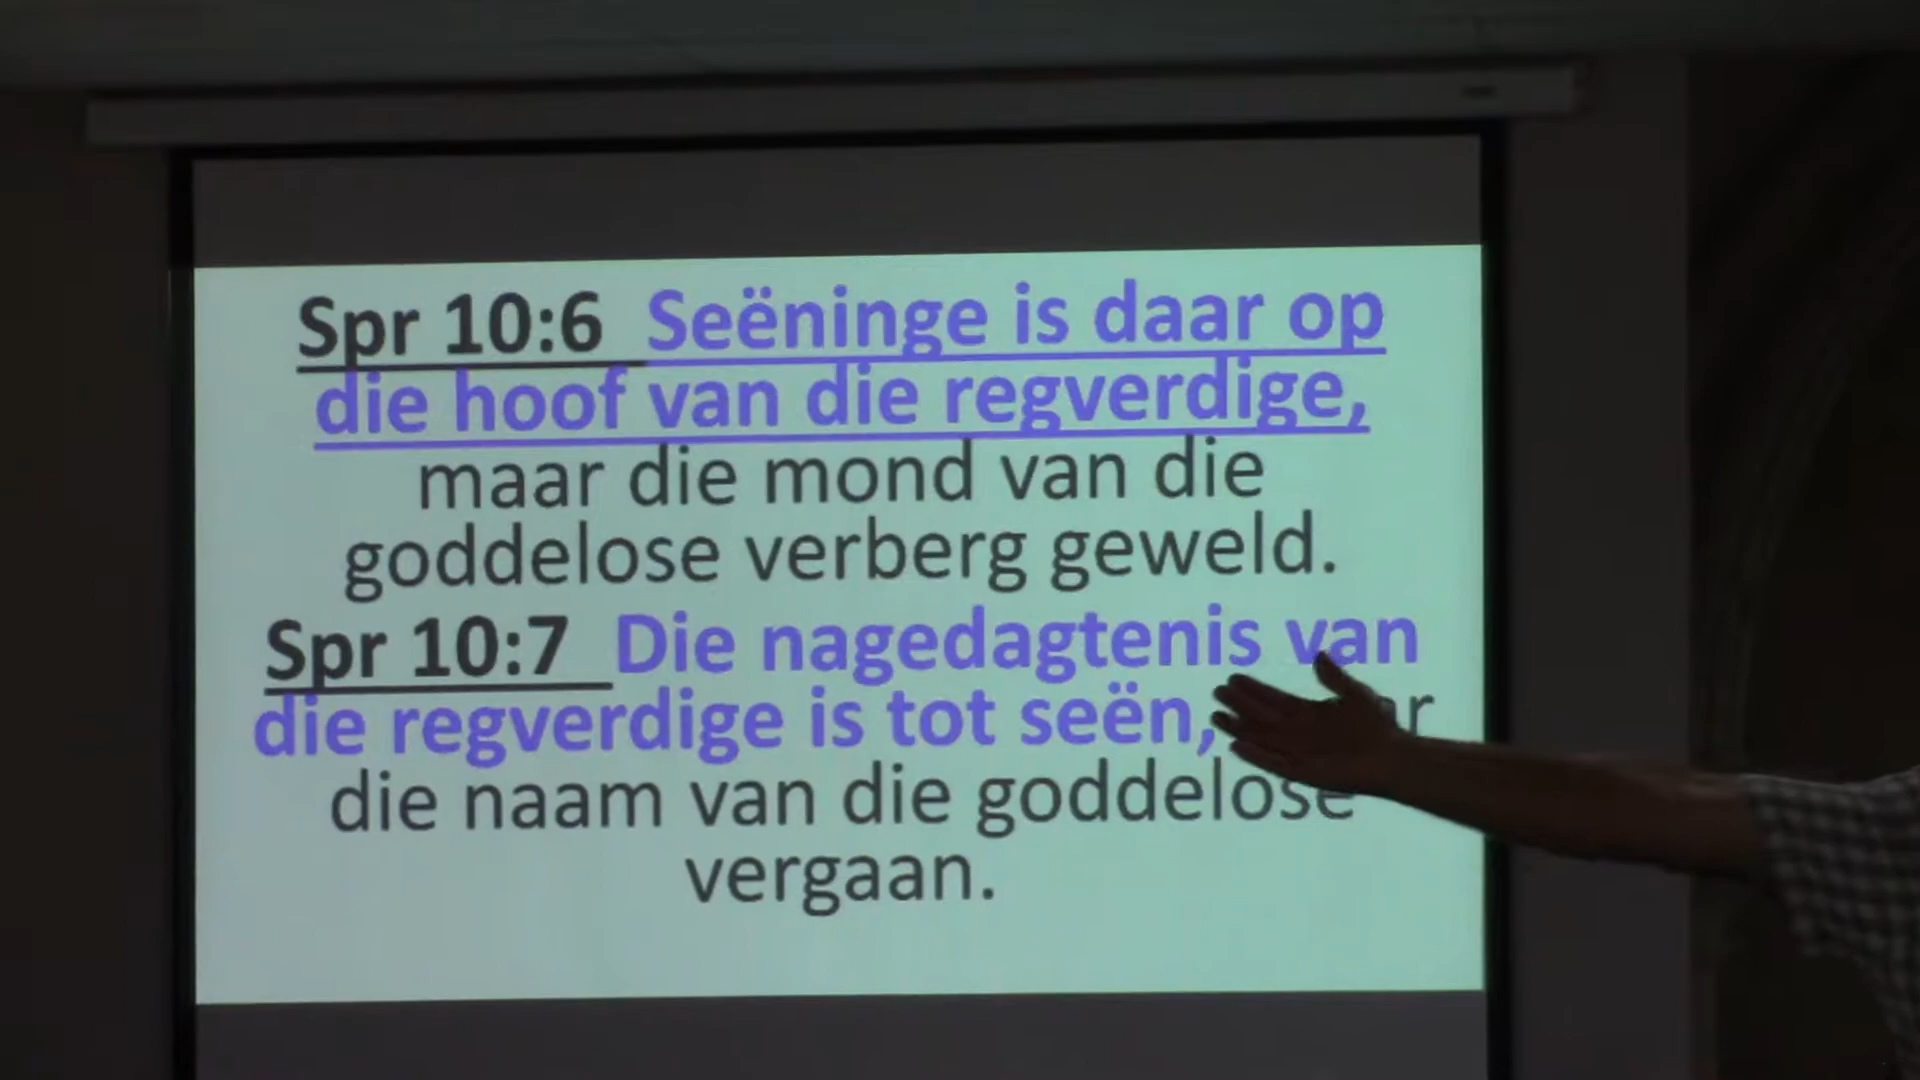 Spr 10:6 Seëninge is daar op
die hoof van die regverdige,
maar die mond van die
goddelose verberg geweld.
Spr 10:7 Die nagedagtenis van
die regverdige is tot seën,
die naam van die goddelose
vergaan.